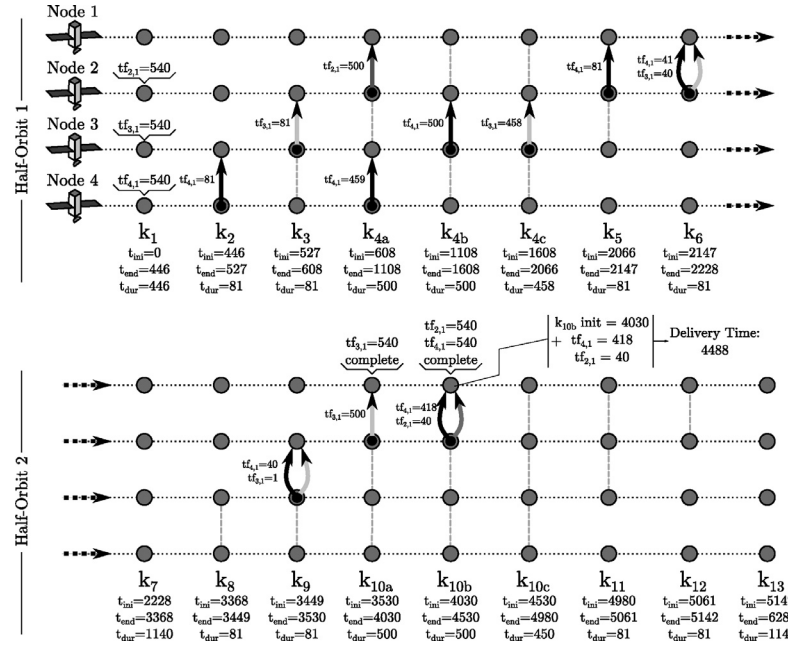 Node 1
Node 2
Node 3
Node 4
Half-Orbit 1
tf2,1=540
tf3,1=540
tf4,1=540
tf4,1=81
tf3,1=81
tf2,1=500
tf4,1=459
tf4,1=500
tf3,1=458
tf4,1=81
tf4,1=41
tf3,1=40
k1 k2 k3 k4a k4b k4c k5 k6
tini=0 tini=446 tini=527 tini=608 tini=1108 tini=1608 tini=2066 tini=2147
tend=446 tend=527 tend=608 tend=1108 tend=1608 tend=2066 tend=2147 tend=2228
tdur=446 tdur=81 tdur=81 tdur=500 tdur=500 tdur=458 tdur=81 tdur=81
Half-Orbit 2
tf3,1=540
complete
tf2,1=540
tf4,1=540
complete
k10b init = 4030
+ tf4,1 = 418
tf2,1 = 40
Delivery Time:
4488
tf4,1=40
tf3,1=1
tf3,1=500
tf4,1=418
tf2,1=40
k7 k8 k9 k10a k10b k10c k11 k12 k13
tini=2228 tini=3368 tini=3449 tini=3530 tini=4030 tini=4530 tini=4980 tini=5061 tini=514
tend=3368 tend=3449 tend=3530 tend=4030 tend=4530 tend=4980 tend=5061 tend=5142 tend=628
tdur=1140 tdur=81 tdur=81 tdur=500 tdur=500 tdur=450 tdur=81 tdur=81 tdur=114